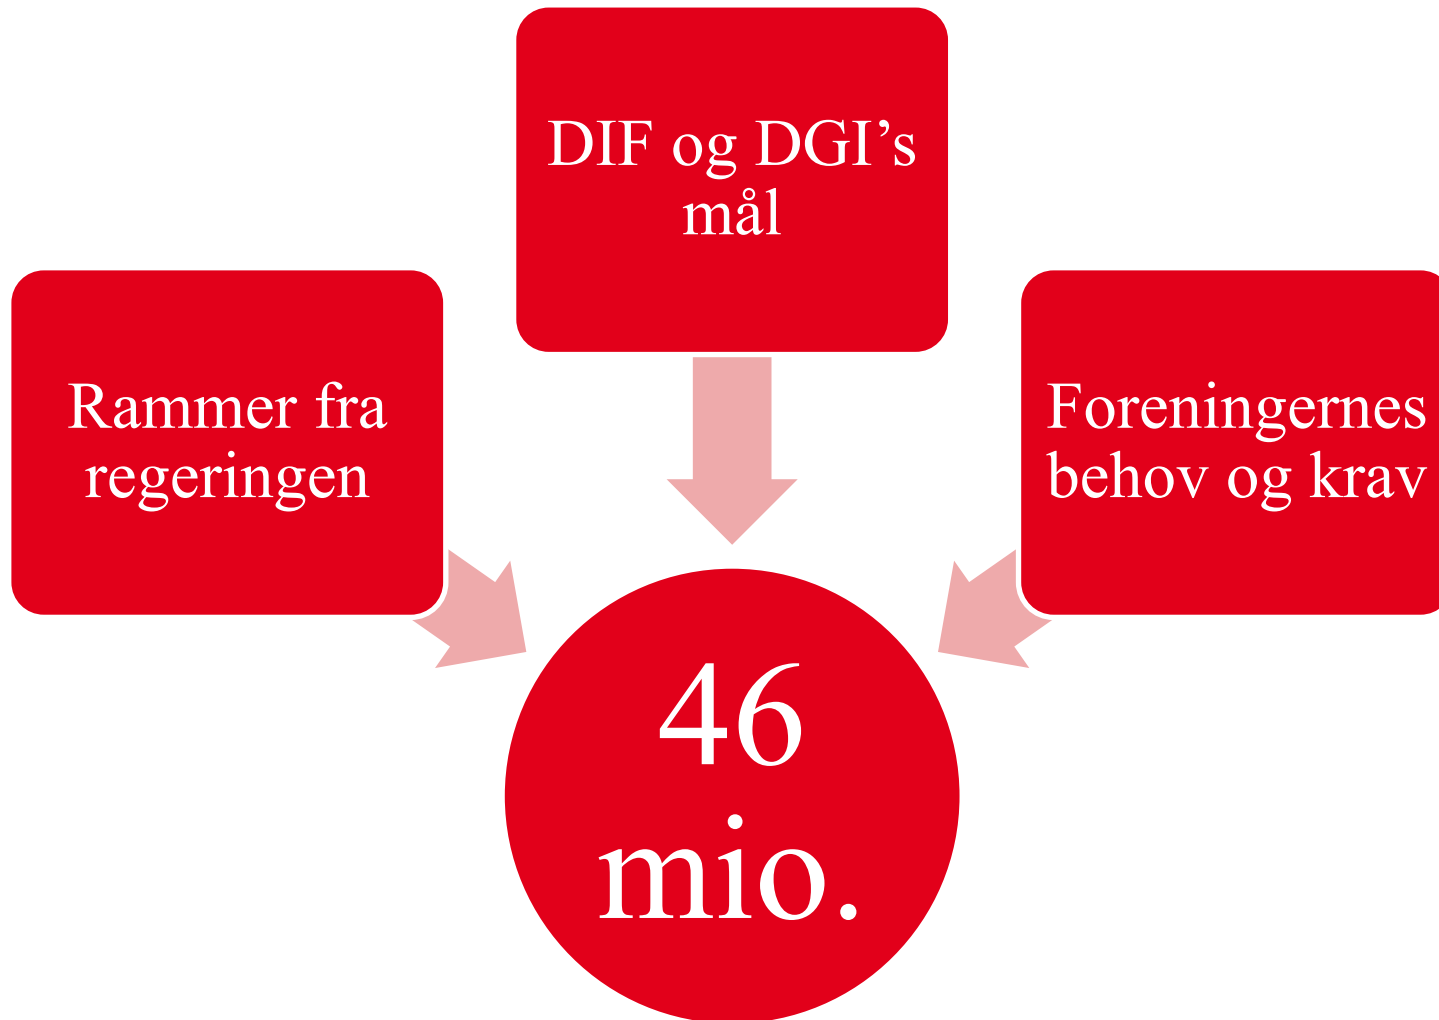 DIF og DGI’s
mål
Rammer fra
regeringen
Foreningernes
behov og krav
46
mio.